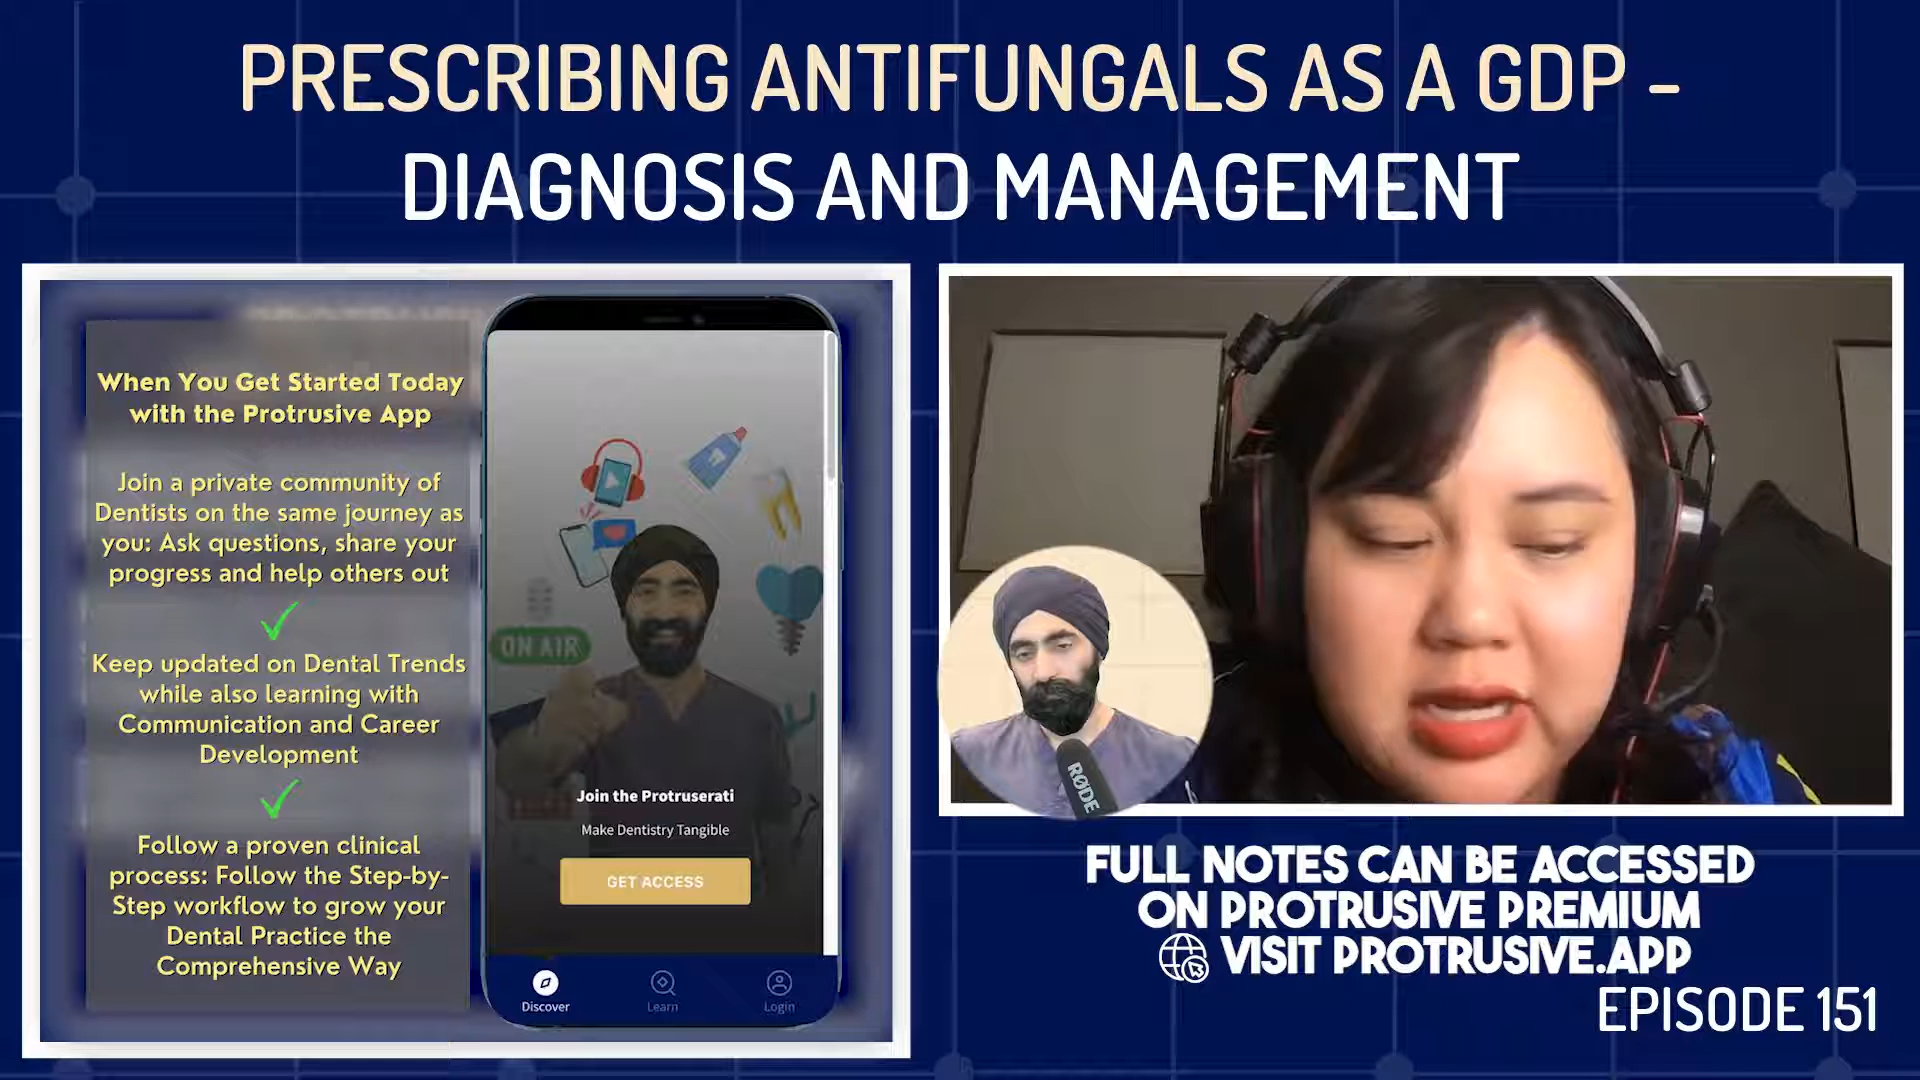 PRESCRIBING ANTIFUNGALS AS A GDP -
DIAGNOSIS AND MANAGEMENT
When You Get Started Today
with the Protrusive App
Join a private community of
Dentists on the same journey as
you: Ask questions, share your
progress and help others out
Keep updated on Dental Trends
while also learning with
Communication and Career
Development
Follow a proven clinical
process: Follow the Step-by-
Step workflow to grow your
Dental Practice the
Comprehensive Way
ON AIR
Join the Protruserati
Make Dentistry Tangible
GET ACCESS
Discover
Learn
Login
RØDE
FULL NOTES CAN BE ACCESSED
ON PROTRUSIVE PREMIUM
VISIT PROTRUSIVE.APP
EPISODE 151